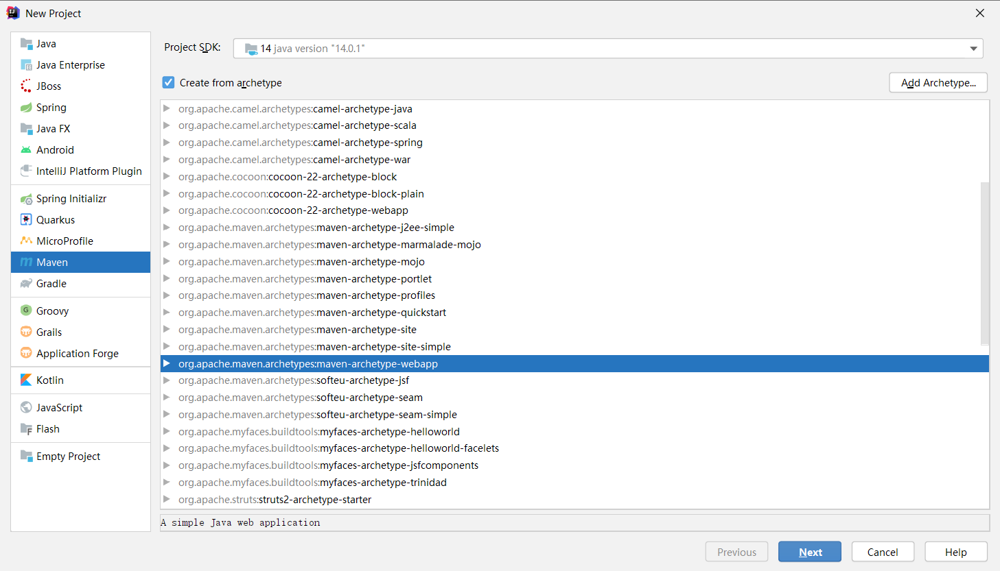 New Project
Java
Java Enterprise
JBoss
Spring
Java FX
Android
IntelliJ Platform Plugin
Spring Initializr
Quarkus
MicroProfile
Maven
Gradle
Groovy
Grails
Application Forge
Kotlin
JavaScript
Flash
Empty Project
Project SDK: 14 java version "14.0.1"
Create from archetype Add Archetype...
org.apache.camel.archetypes:camel-archetype-java
org.apache.camel.archetypes:camel-archetype-scala
org.apache.camel.archetypes:camel-archetype-spring
org.apache.camel.archetypes:camel-archetype-war
org.apache.cocoon:cocoon-22-archetype-block
org.apache.cocoon:cocoon-22-archetype-block-plain
org.apache.cocoon:cocoon-22-archetype-webapp
org.apache.maven.archetypes:maven-archetype-j2ee-simple
org.apache.maven.archetypes:maven-archetype-marmalade-mojo
org.apache.maven.archetypes:maven-archetype-mojo
org.apache.maven.archetypes:maven-archetype-portlet
org.apache.maven.archetypes:maven-archetype-profiles
org.apache.maven.archetypes:maven-archetype-quickstart
org.apache.maven.archetypes:maven-archetype-site
org.apache.maven.archetypes:maven-archetype-site-simple
org.apache.maven.archetypes:maven-archetype-webapp
org.apache.maven.archetypes:softeu-archetype-jsf
org.apache.maven.archetypes:softeu-archetype-seam
org.apache.maven.archetypes:softeu-archetype-seam-simple
org.apache.myfaces.buildtools:myfaces-archetype-helloworld
org.apache.myfaces.buildtools:myfaces-archetype-helloworld-facelets
org.apache.myfaces.buildtools:myfaces-archetype-jsfcomponents
org.apache.myfaces.buildtools:myfaces-archetype-trinidad
org.apache.struts:struts2-archetype-starter
A simple Java web application
Previous Next Cancel Help